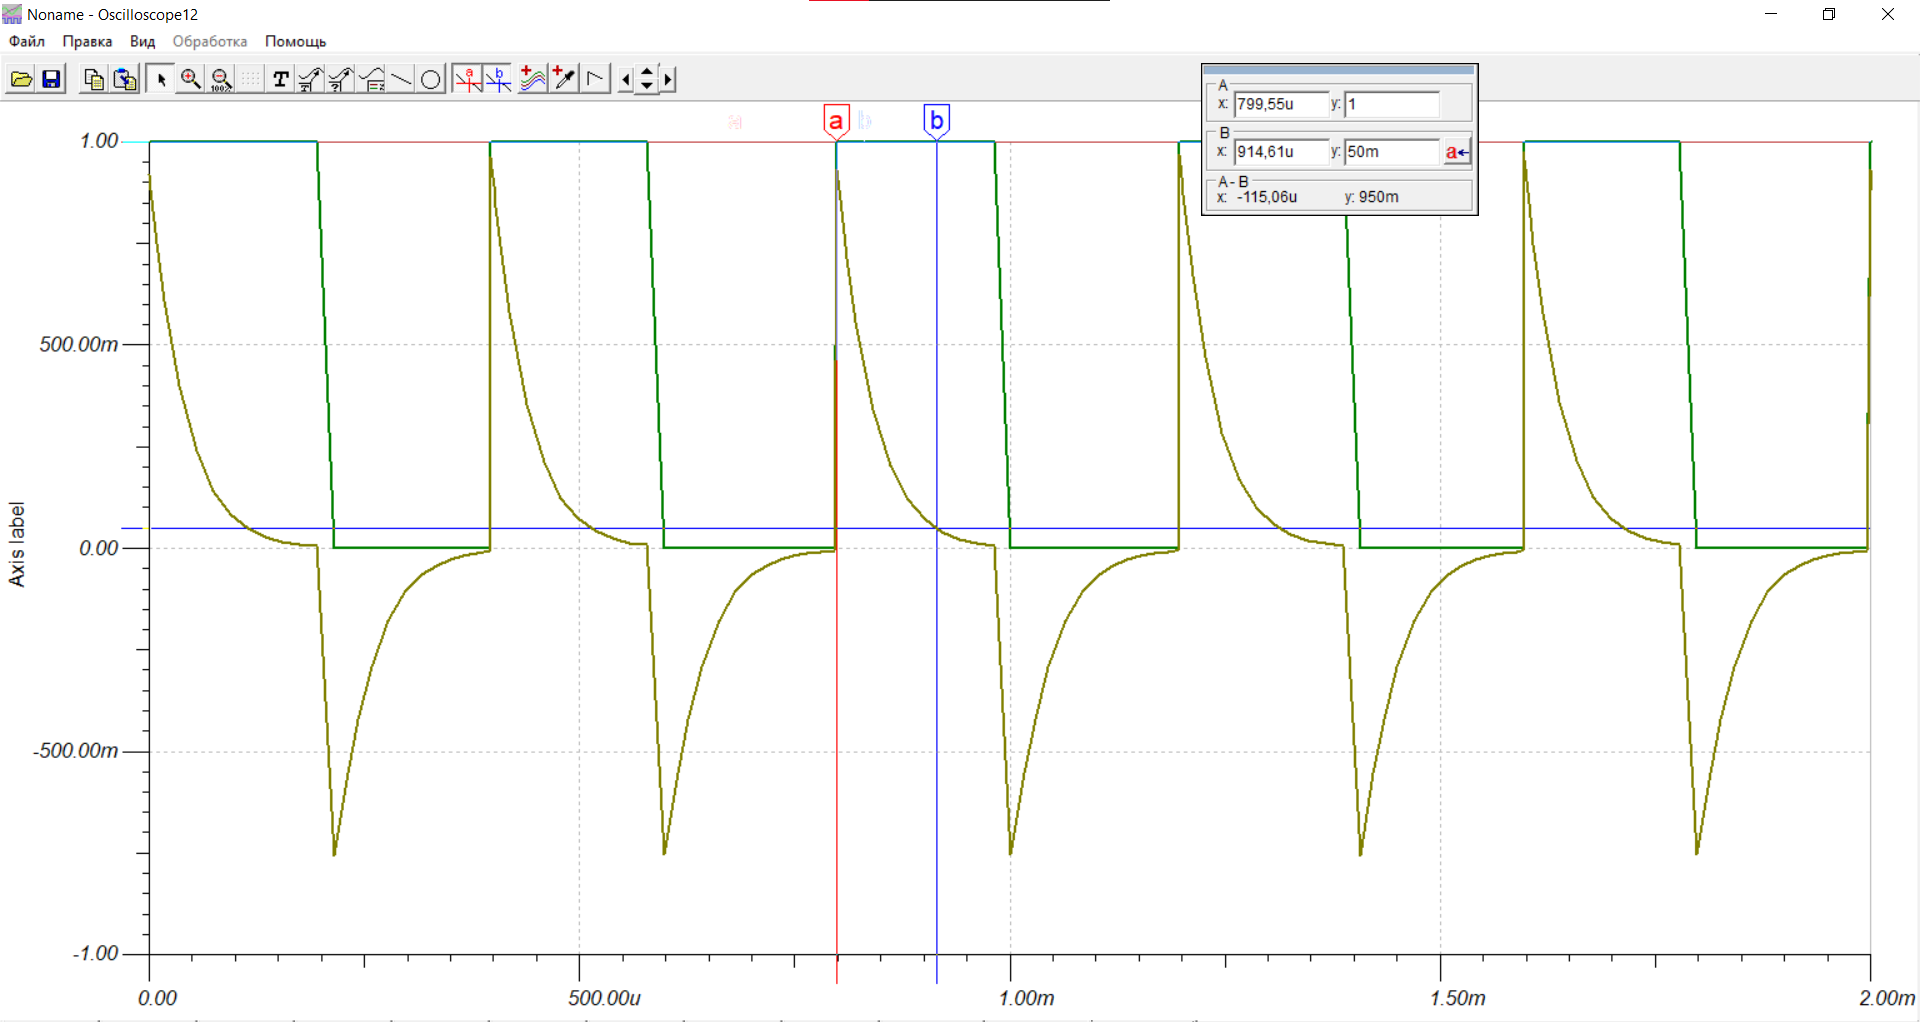 Noname - Oscilloscope12
Файл Правка Вид Обработка Помощь
T T ? 100% a b
A
x: 799,55u y: 1
B
x: 914,61u y: 50m a
A - B
x: -115,06u y: 950m
a a b b
1.00
500.00m
0.00
-500.00m
-1.00
Axis label
0.00 500.00u 1.00m 1.50m 2.00m